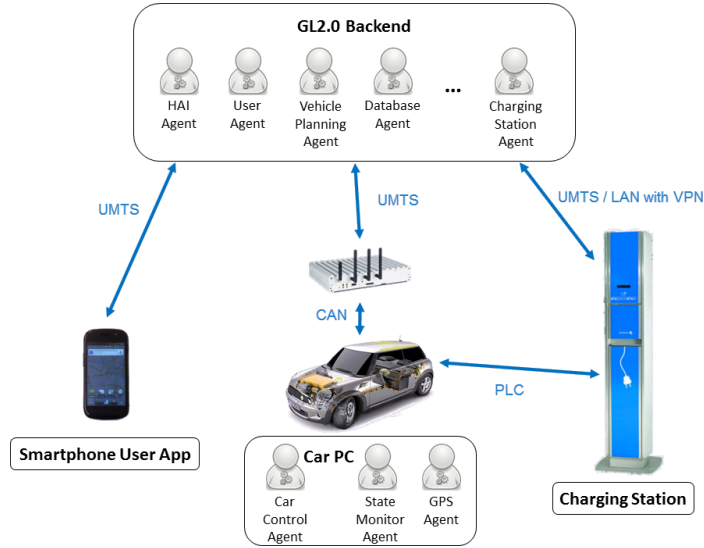 GL2.0 Backend
HAI
Agent
User
Agent
Vehicle
Planning
Agent
Database
Agent
...
Charging
Station
Agent
UMTS
UMTS
UMTS / LAN with VPN
CAN
PLC
Smartphone User App
Car PC
Car
Control
Agent
State
Monitor
Agent
GPS
Agent
Charging Station